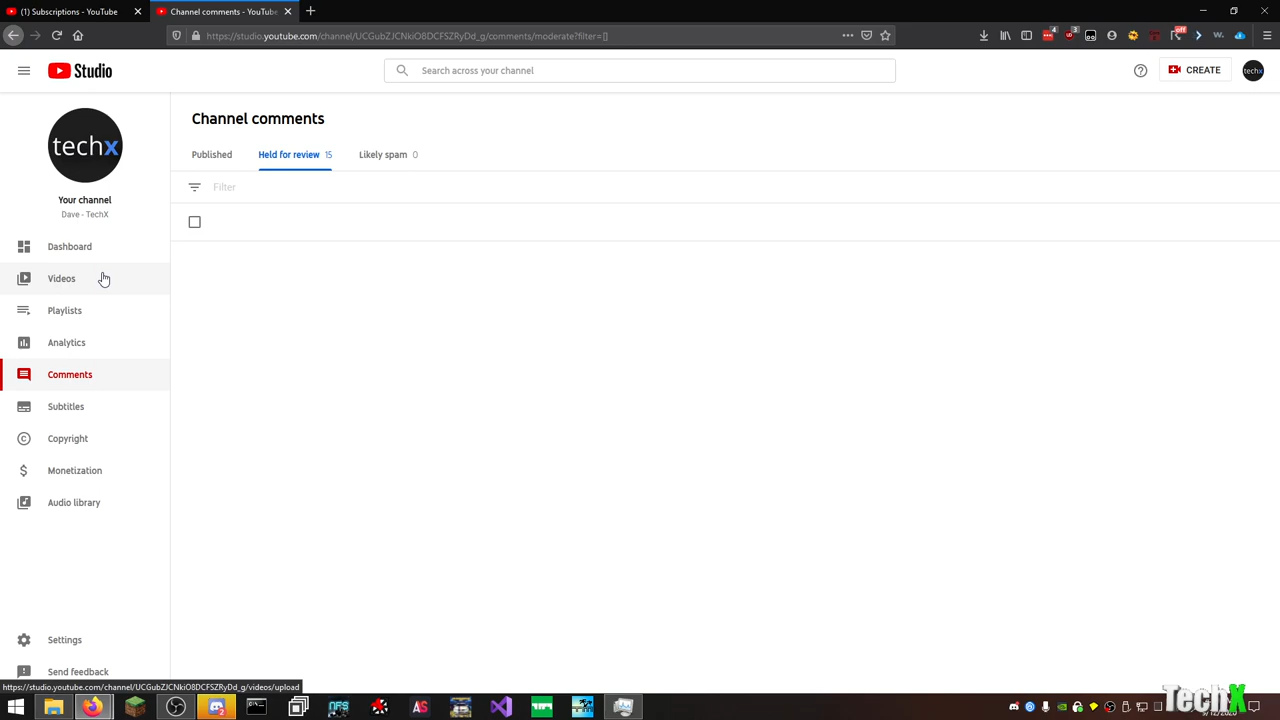 (1) Subscriptions - YouTube
Channel comments - YouTube
https://studio.youtube.com/channel/UCGubZJCNkiO8DCFSZRyDd_g/comments/moderate?filter=[]
4
off
W.
Studio
Search across your channel
CREATE
techx
techx
Your channel
Dave - TechX
Dashboard
Videos
Playlists
Analytics
Comments
Subtitles
Copyright
Monetization
Audio library
Settings
Send feedback
Channel comments
Published
Held for review 15
Likely spam 0
Filter
https://studio.youtube.com/channel/UCGubZJCNkiO8DCFSZRyDd_g/videos/upload
TechX